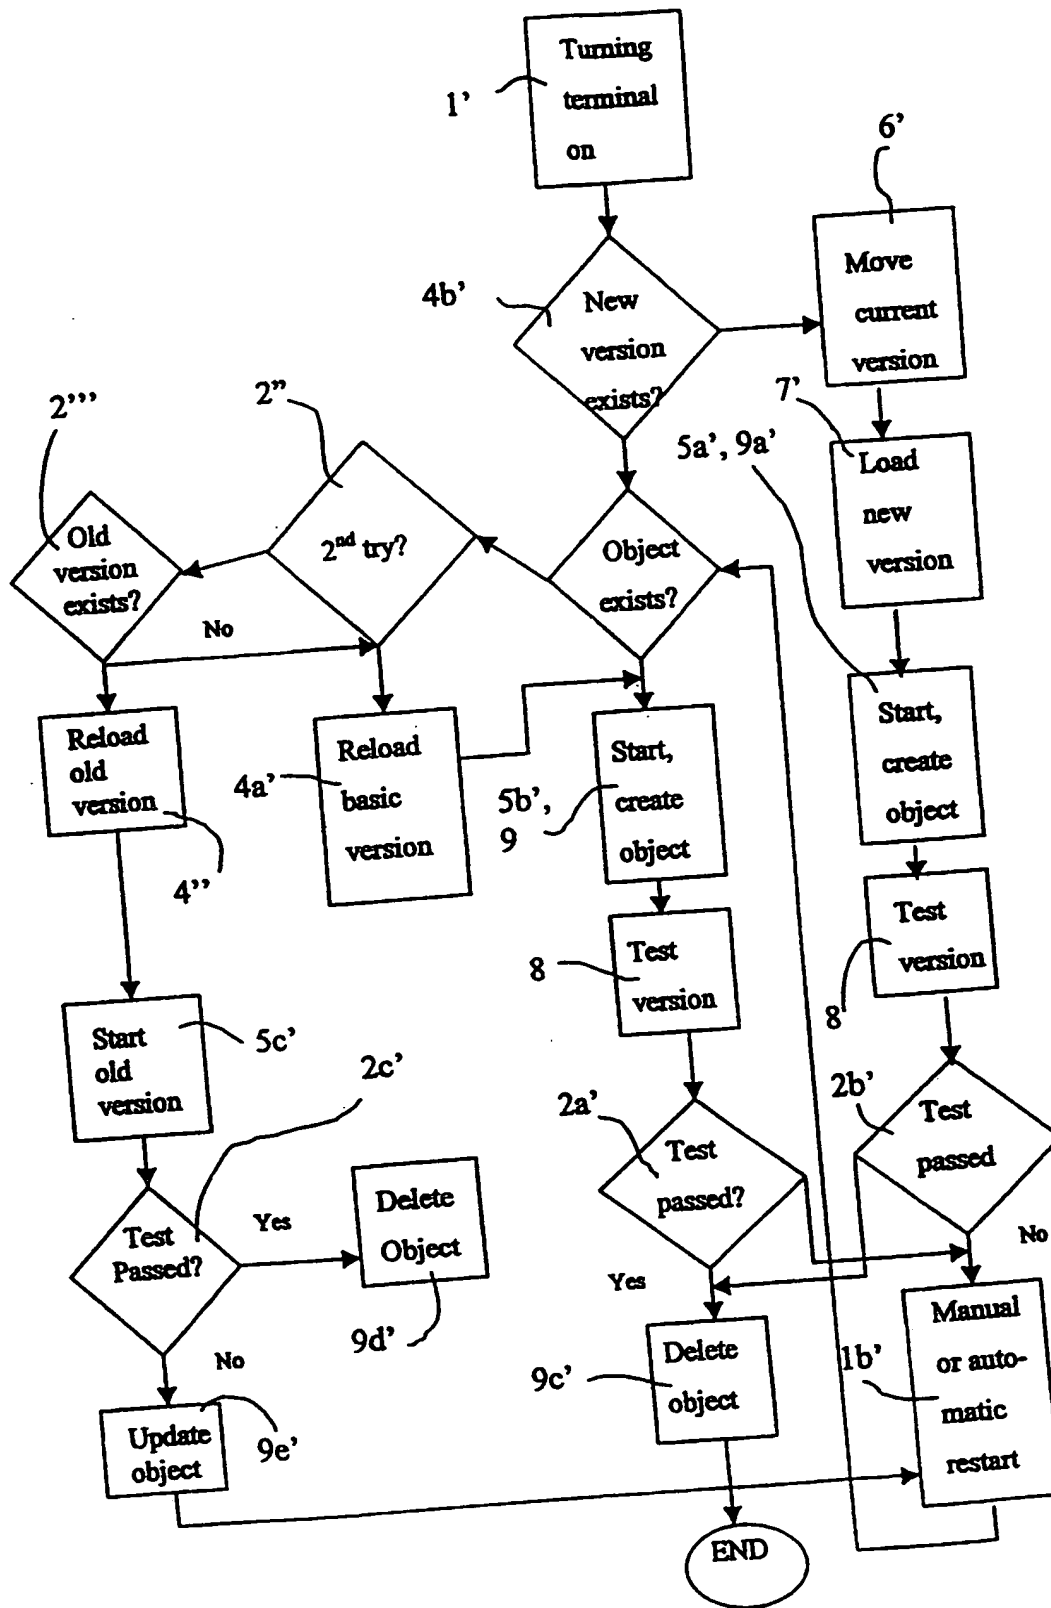 Turning
terminal
on
1'
6'
Move
current
version
4b'
New
version
exists?
2'''
2''
7'
5a', 9a'
Load
new
version
Old
version
exists?
2nd try?
Object
exists?
No
Reload
old
version
4''
4a'
Reload
basic
version
5b',
9
Start,
create
object
Start,
create
object
8
Test
version
Test
version
8
Start
old
version
5c'
2c'
2a'
Test
passed?
2b'
Test
passed
Test
Passed?
Yes
Delete
Object
9d'
No
Yes
No
9c'
Delete
object
1b'
Manual
or auto-
matic
restart
Update
object
9e'
END